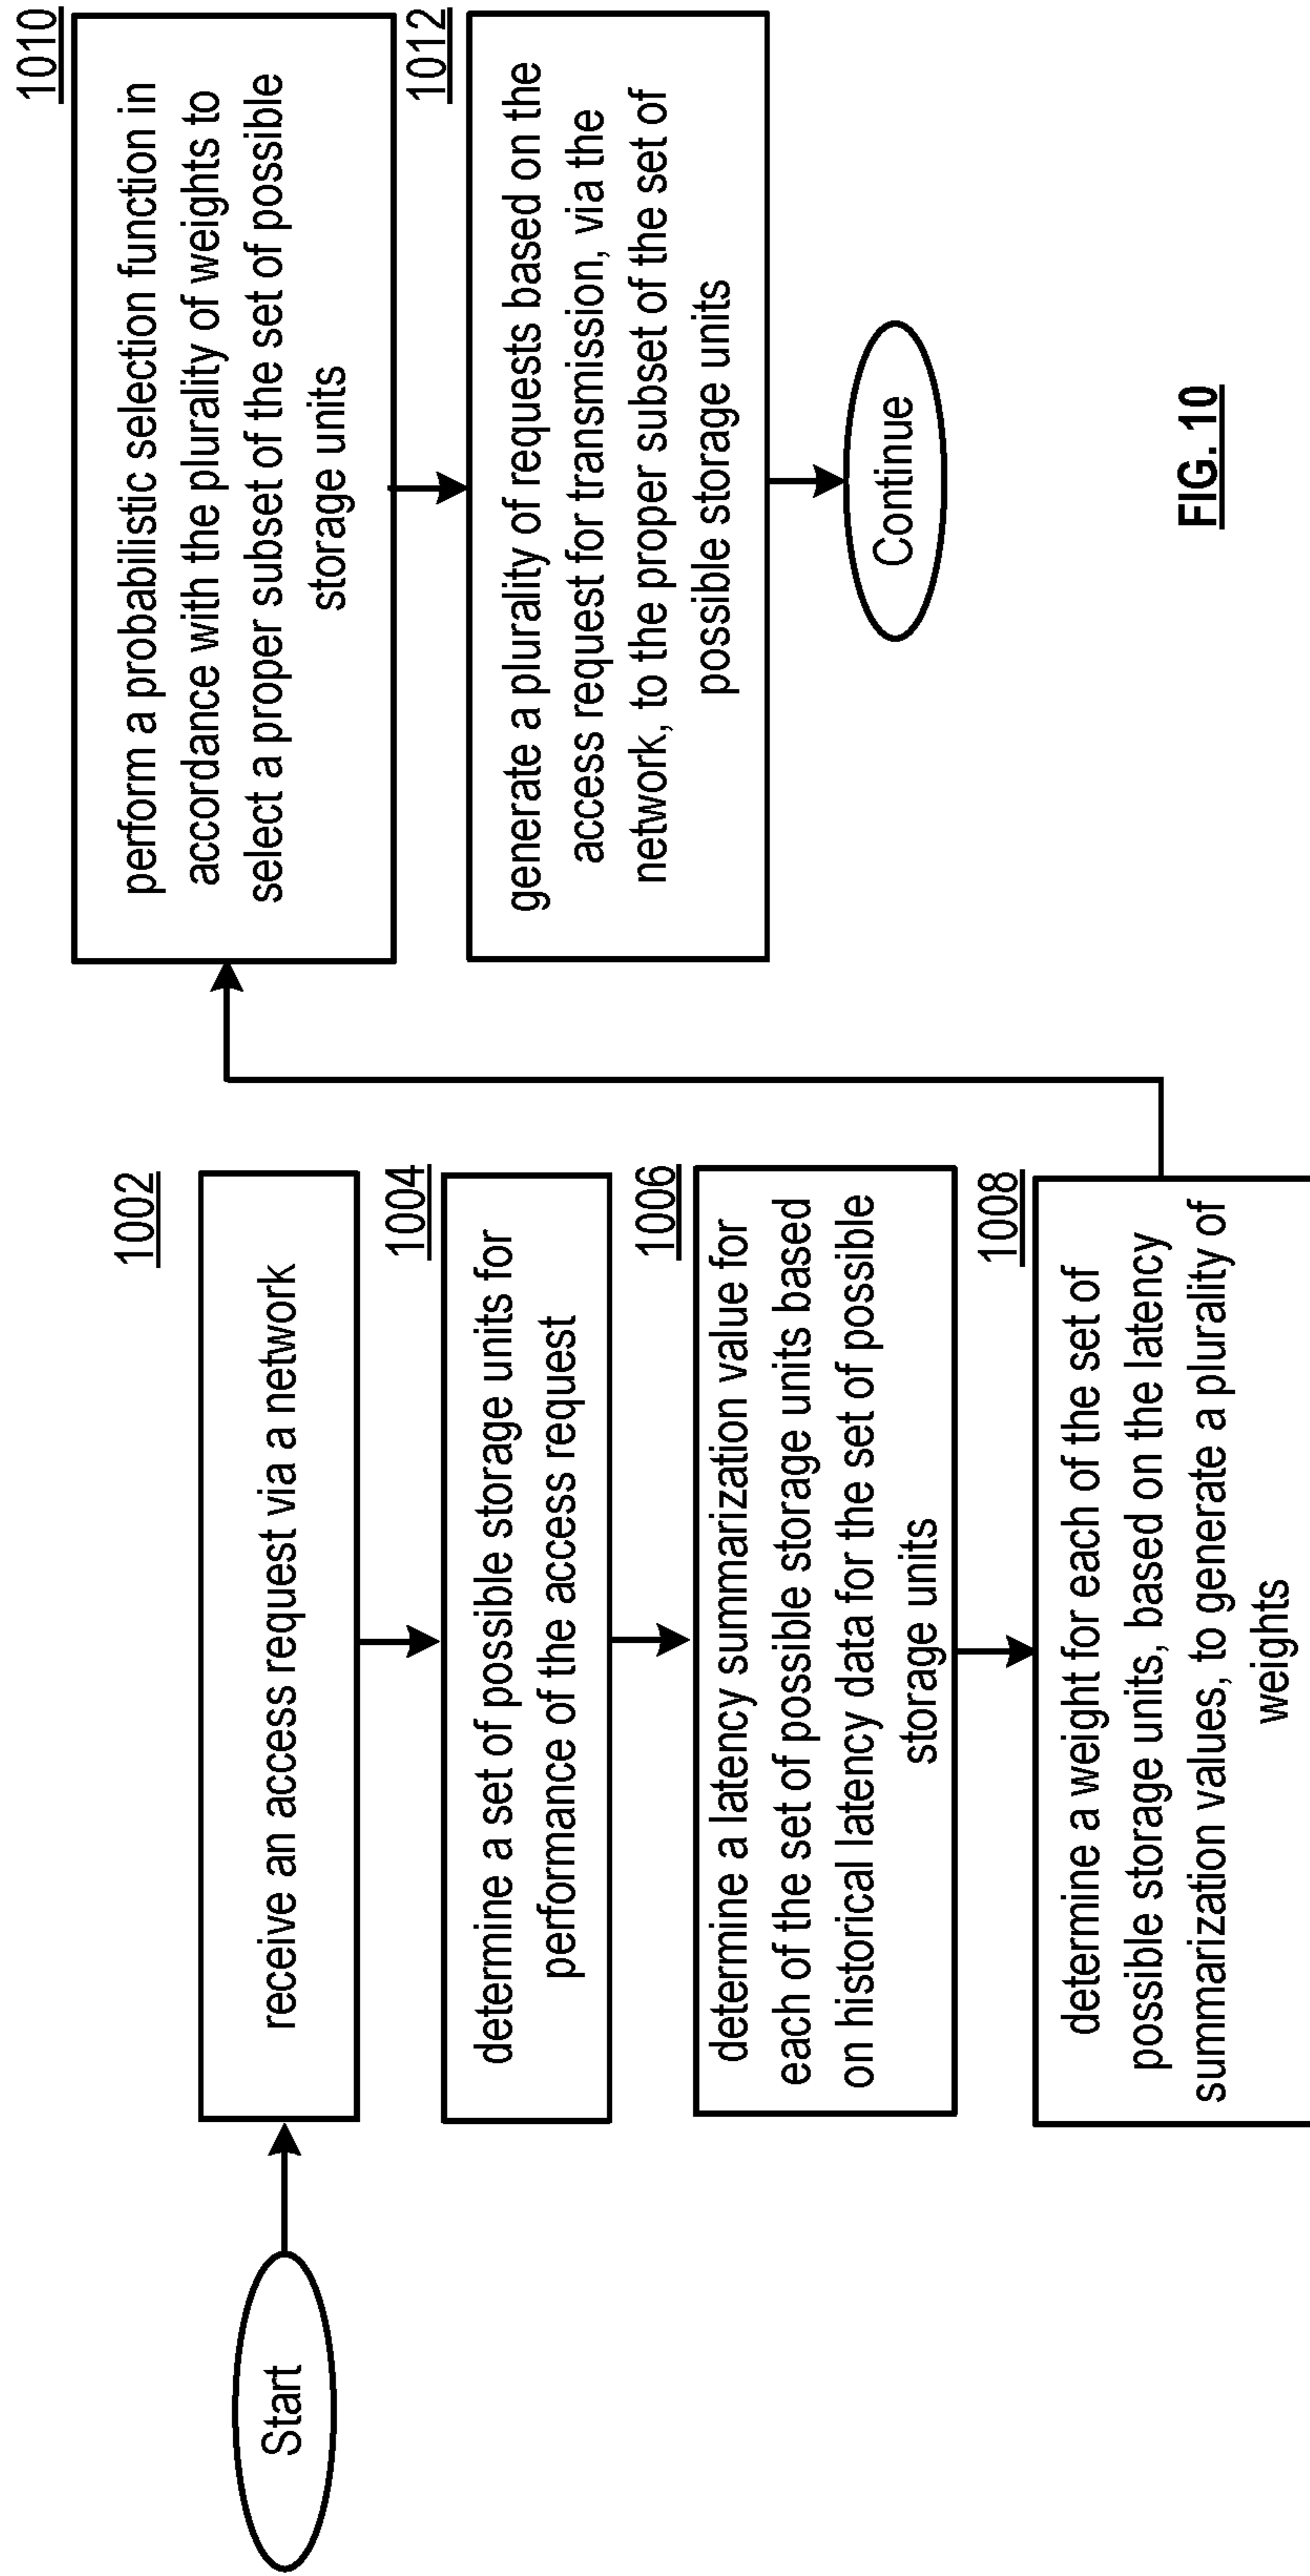 Start
1002
receive an access request via a network
1004
determine a set of possible storage units for
performance of the access request
1006
determine a latency summarization value for
each of the set of possible storage units based
on historical latency data for the set of possible
storage units
1008
determine a weight for each of the set of
possible storage units, based on the latency
summarization values, to generate a plurality of
weights
1010
perform a probabilistic selection function in
accordance with the plurality of weights to
select a proper subset of the set of possible
storage units
1012
generate a plurality of requests based on the
access request for transmission, via the
network, to the proper subset of the set of
possible storage units
Continue
FIG. 10